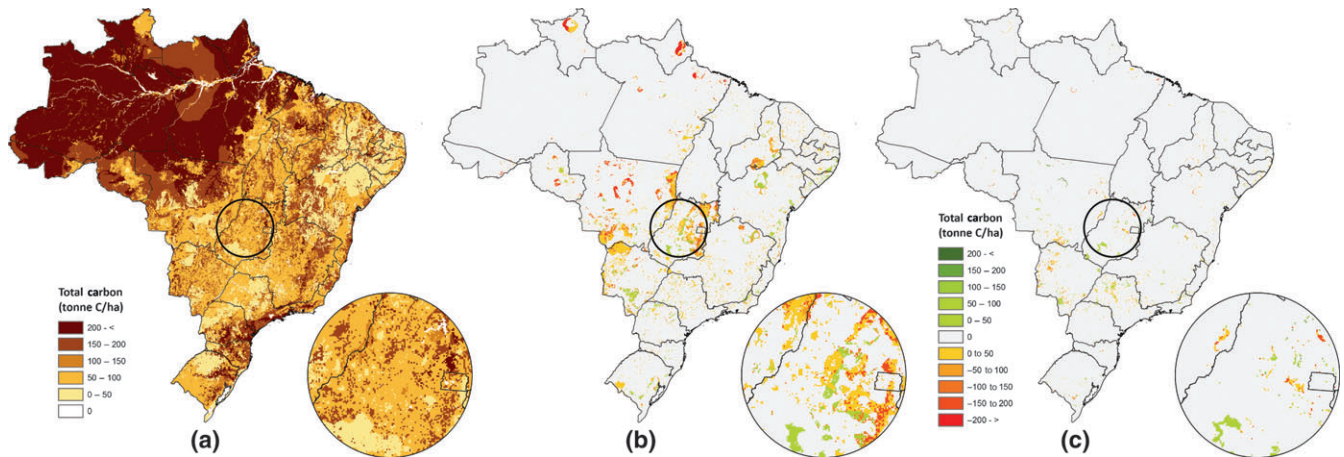 Total carbon
(tonne C/ha)
200 - <
150 – 200
100 – 150
50 – 100
0 – 50
0
(a)
(b)
Total carbon
(tonne C/ha)
200 - <
150 – 200
100 – 150
50 – 100
0 – 50
0
0 to 50
–50 to 100
–100 to 150
–150 to 200
–200 - >
(c)